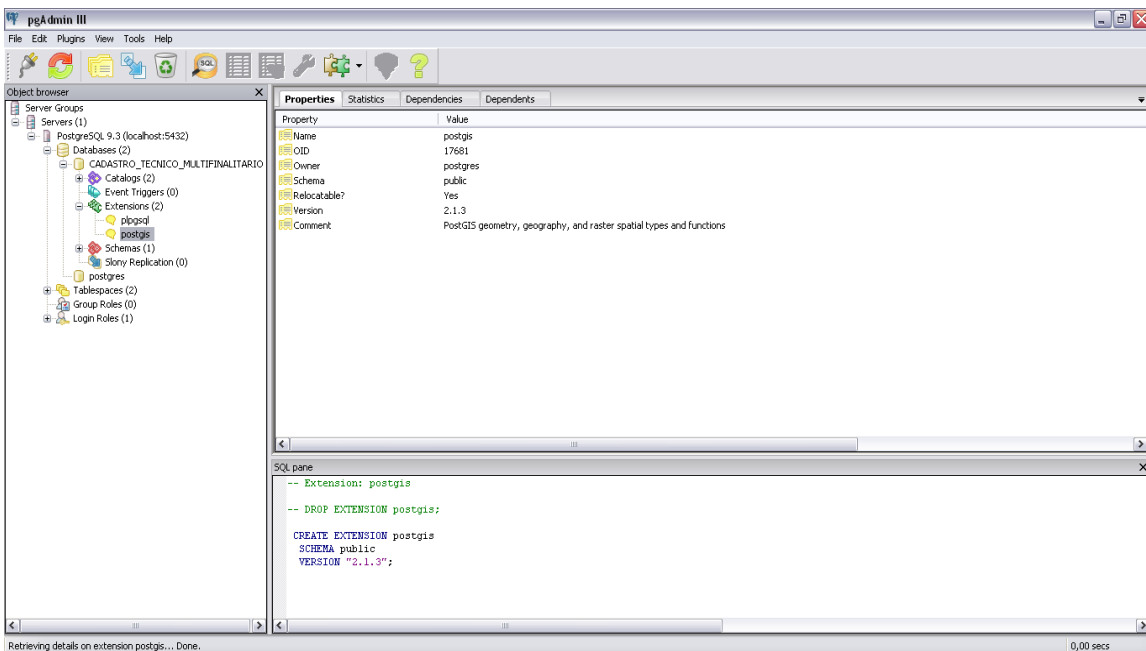 pgAdmin III
File Edit Plugins View Tools Help
SQL
Object browser
Server Groups
Servers (1)
PostgreSQL 9.3 (localhost:5432)
Databases (2)
CADASTRO_TECNICO_MULTIFINALITARIO
Catalogs (2)
Event Triggers (0)
Extensions (2)
plpgsql
postgis
Schemas (1)
Slony Replication (0)
postgres
Tablespaces (2)
Group Roles (0)
Login Roles (1)
Properties Statistics Dependencies Dependents
Property Value
Name postgis
OID 17681
Owner postgres
Schema public
Relocatable? Yes
Version 2.1.3
Comment PostGIS geometry, geography, and raster spatial types and functions
SQL pane
-- Extension: postgis
-- DROP EXTENSION postgis;
CREATE EXTENSION postgis
SCHEMA public
VERSION "2.1.3";
Retrieving details on extension postgis... Done. 0,00 secs